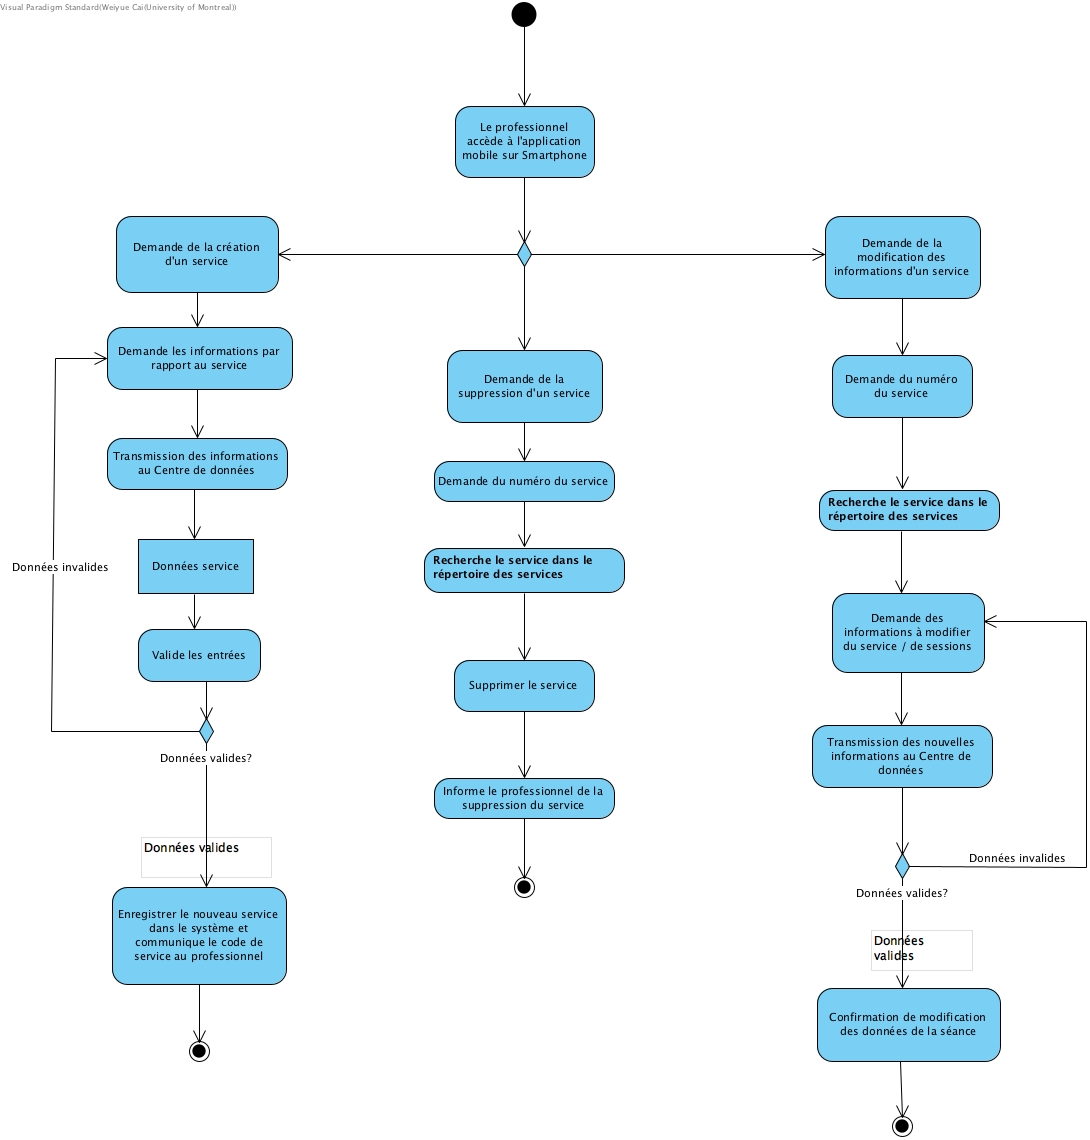 Visual Paradigm Standard(Weiyue Cai(University of Montreal))
Le professionnel
accède à l'application
mobile sur Smartphone
Demande de la création
d'un service
Demande les informations par
rapport au service
Transmission des informations
au Centre de données
Données service
Données invalides
Valide les entrées
Données valides?
Données valides
Enregistrer le nouveau service
dans le système et
communique le code de
service au professionnel
Demande de la
suppression d'un service
Demande du numéro du service
Recherche le service dans le
répertoire des services
Supprimer le service
Informe le professionnel de la
suppression du service
Demande de la
modification des
informations d'un service
Demande du numéro
du service
Recherche le service dans le
répertoire des services
Demande des
informations à modifier
du service / de sessions
Transmission des nouvelles
informations au Centre de
données
Données invalides
Données valides?
Données
valides
Confirmation de modification
des données de la séance